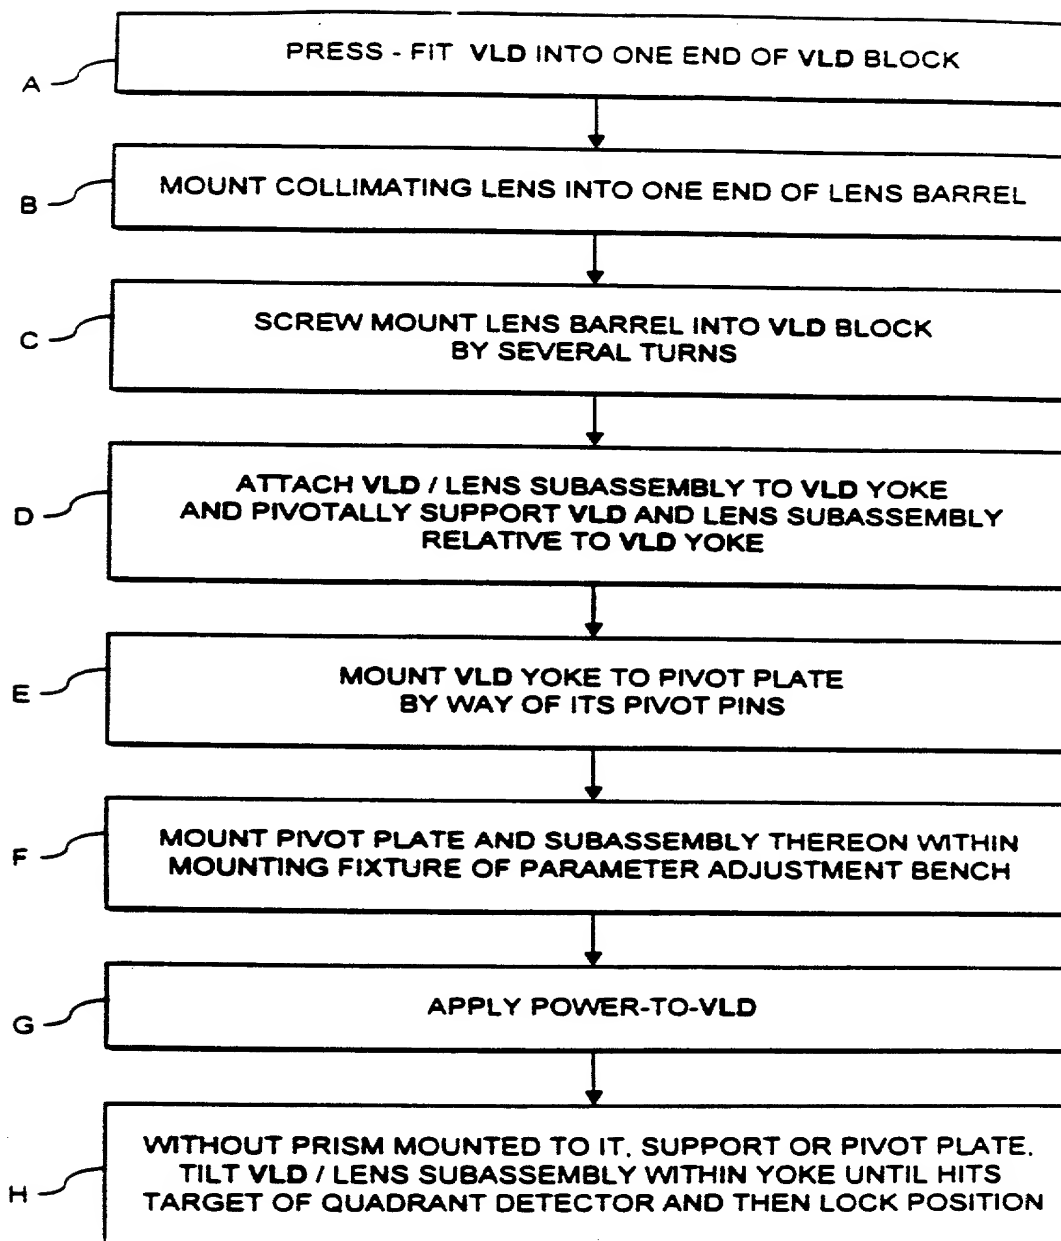 A
PRESS - FIT VLD INTO ONE END OF VLD BLOCK
B
MOUNT COLLIMATING LENS INTO ONE END OF LENS BARREL
C
SCREW MOUNT LENS BARREL INTO VLD BLOCK
BY SEVERAL TURNS
D
ATTACH VLD / LENS SUBASSEMBLY TO VLD YOKE
AND PIVOTALLY SUPPORT VLD AND LENS SUBASSEMBLY
RELATIVE TO VLD YOKE
E
MOUNT VLD YOKE TO PIVOT PLATE
BY WAY OF ITS PIVOT PINS
F
MOUNT PIVOT PLATE AND SUBASSEMBLY THEREON WITHIN
MOUNTING FIXTURE OF PARAMETER ADJUSTMENT BENCH
G
APPLY POWER-TO-VLD
H
WITHOUT PRISM MOUNTED TO IT, SUPPORT OR PIVOT PLATE.
TILT VLD / LENS SUBASSEMBLY WITHIN YOKE UNTIL HITS
TARGET OF QUADRANT DETECTOR AND THEN LOCK POSITION